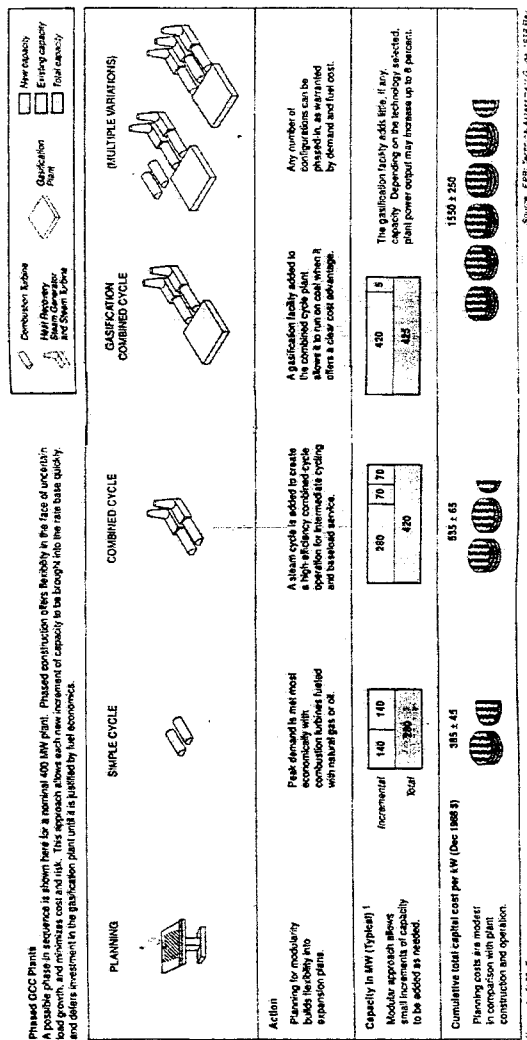 Phased GCC Plants
A possible phase in sequence is shown here for a nominal 400 MW plant. Phased construction offers flexibility in the face of uncertain
load growth, and minimizes cost and risk. This approach allows each new increment of capacity to be brought into the rate base quickly,
and defers investment in the gasification plant until it is justified by fuel economics.
Combustion Turbine
Heat Recovery
Steam Generator
and Steam Turbine
Gasification
Plant
New capacity
Existing capacity
Total capacity
PLANNING
SIMPLE CYCLE
COMBINED CYCLE
GASIFICATION
COMBINED CYCLE
(MULTIPLE VARIATIONS)
Action
Planning for modularity
builds flexibility into
expansion plans.
Peak demand is met most
economically with
combustion turbines fueled
with natural gas or oil.
A steam cycle is added to create
a high-efficiency combined-cycle
operation for intermediate cycling
and baseload service.
A gasification facility added to
the combined cycle plant
allows it to run on coal when it
offers a clear cost advantage.
Any number of
configurations can be
phased-in, as warranted
by demand and fuel cost.
Capacity in MW (Typical) 1
Modular approach allows
small increments of capacity
to be added as needed.
Incremental
Total
140 140
280
280 70 70
420
420 5
425
The gasification facility adds little, if any,
capacity. Depending on the technology selected,
plant power output may increase up to 8 percent.
Cumulative total capital cost per kW (Dec 1988 $)
Planning costs are modest
in comparison with plant
construction and operation.
385 ± 45
535 ± 65
1550 ± 250
Source: EPRI